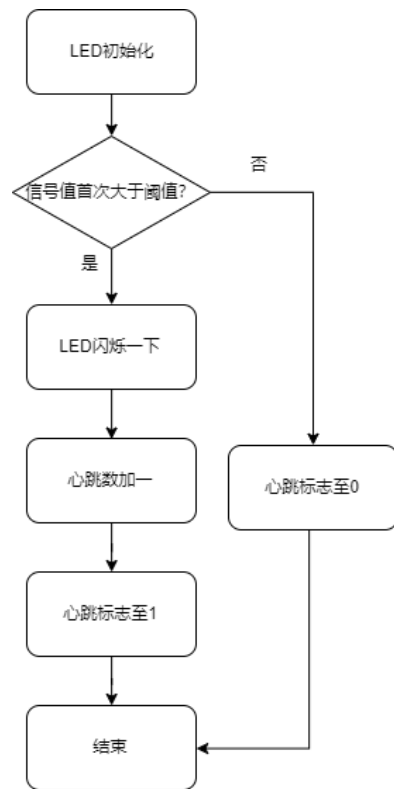 LED初始化
否
信号值首次大于阈值?
是
LED闪烁一下
心跳数加一
心跳标志至0
心跳标志至1
结束